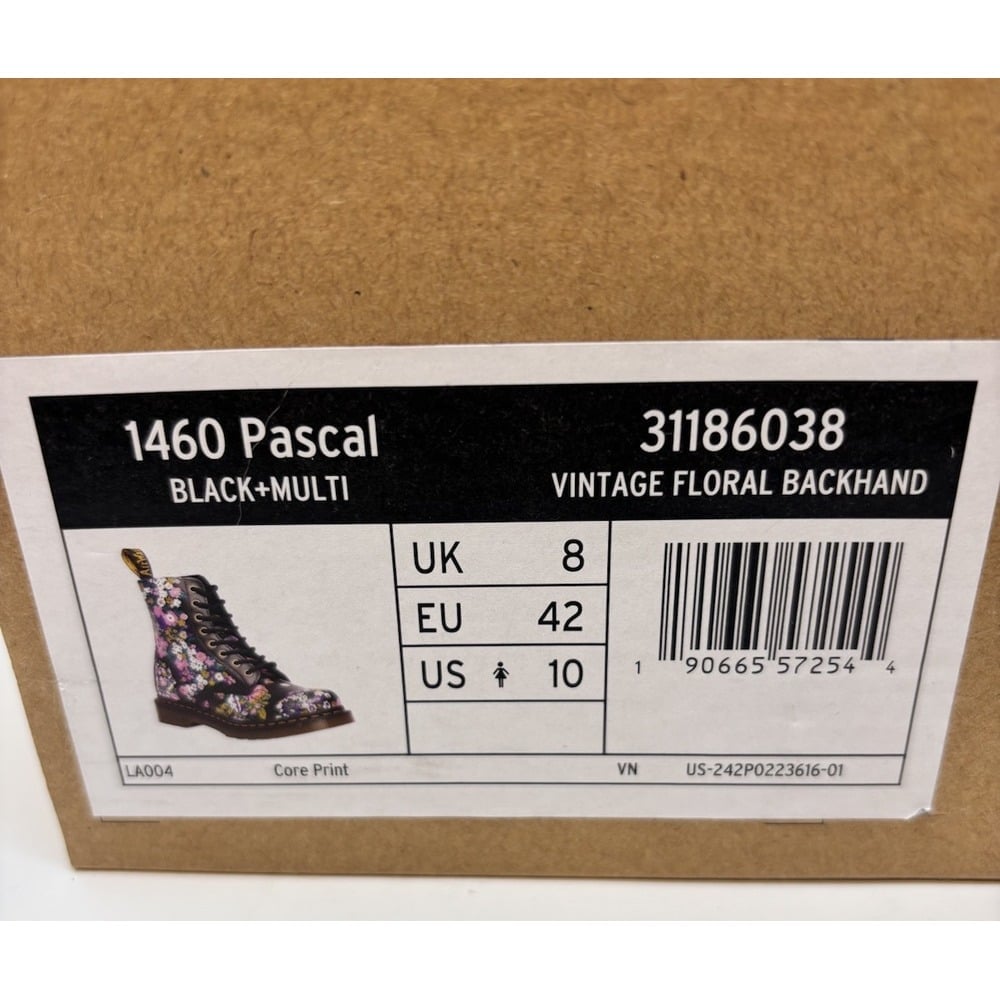 1460 Pascal
BLACK+MULTI
31186038
VINTAGE FLORAL BACKHAND
UK 8
EU 42
US 10
1 90665 57254 4
LA004 Core Print VN US-242P0223616-01